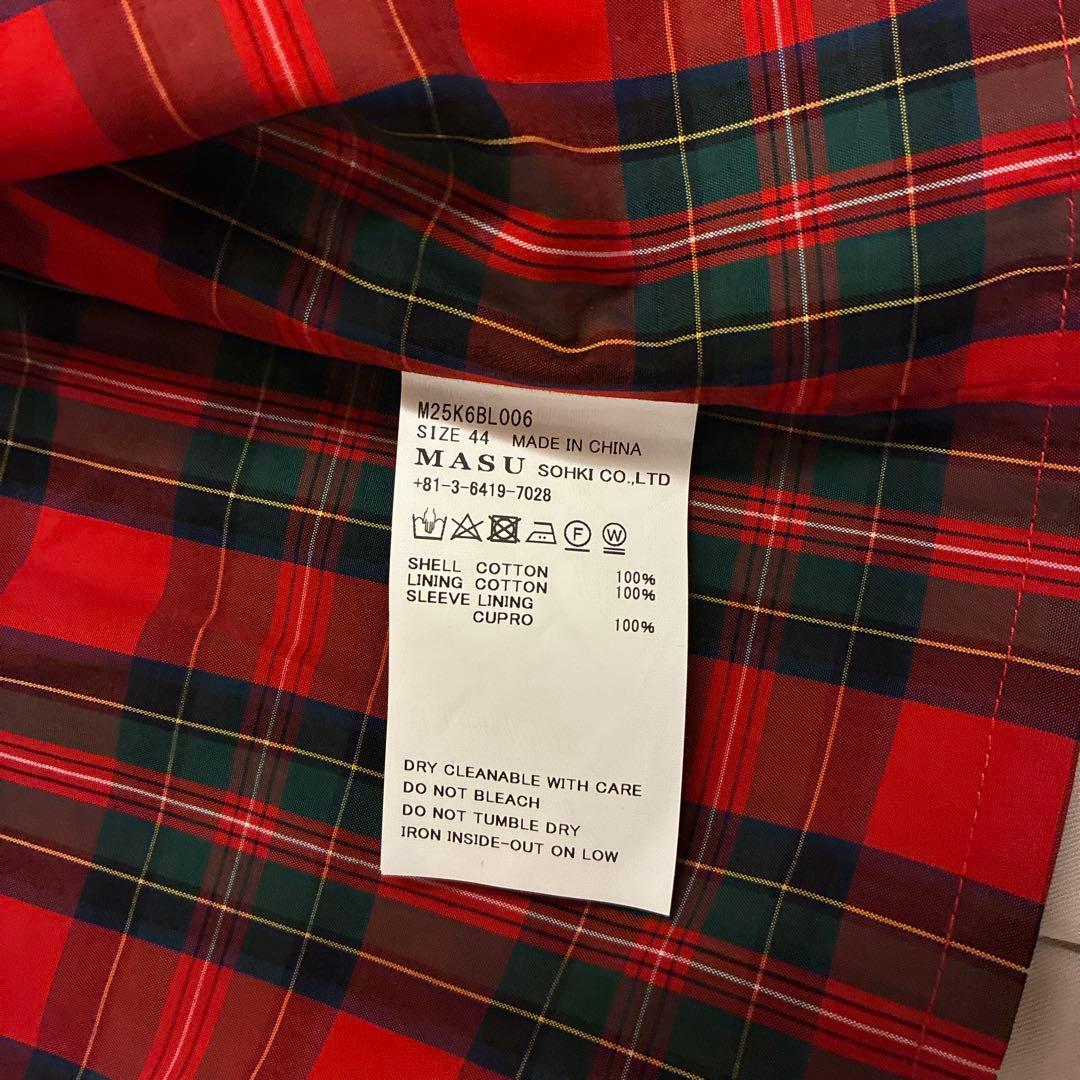 M25K6BL006
SIZE 44 MADE IN CHINA
MASU SOHKI CO.,LTD
+81-3-6419-7028
F W
SHELL COTTON 100%
LINING COTTON 100%
SLEEVE LINING
CUPRO 100%
DRY CLEANABLE WITH CARE
DO NOT BLEACH
DO NOT TUMBLE DRY
IRON INSIDE-OUT ON LOW